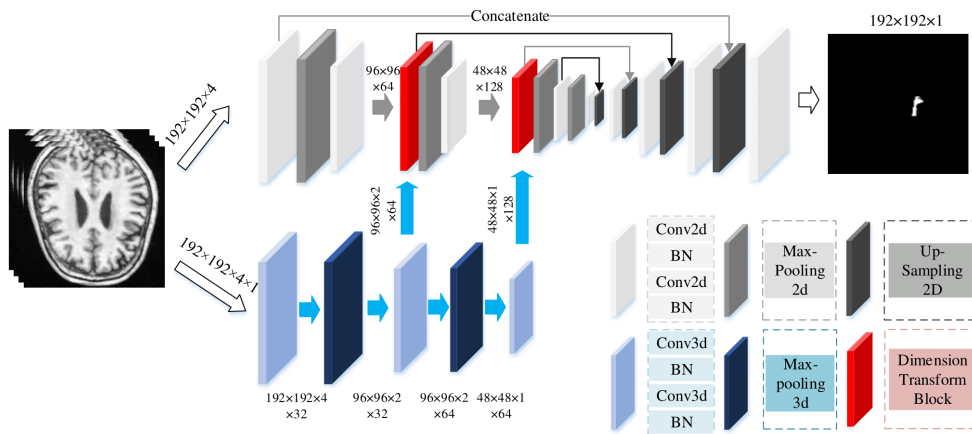 Concatenate
192×192×1
192×192×4
96×96
×64
48×48
×128
96×96×2
×64
48×48×1
×128
192×192×4×1
192×192×4
×32
96×96×2
×32
96×96×2
×64
48×48×1
×64
Conv2d
BN
Conv2d
BN
Max-
Pooling
2d
Up-
Sampling
2D
Conv3d
BN
Conv3d
BN
Max-
pooling
3d
Dimension
Transform
Block